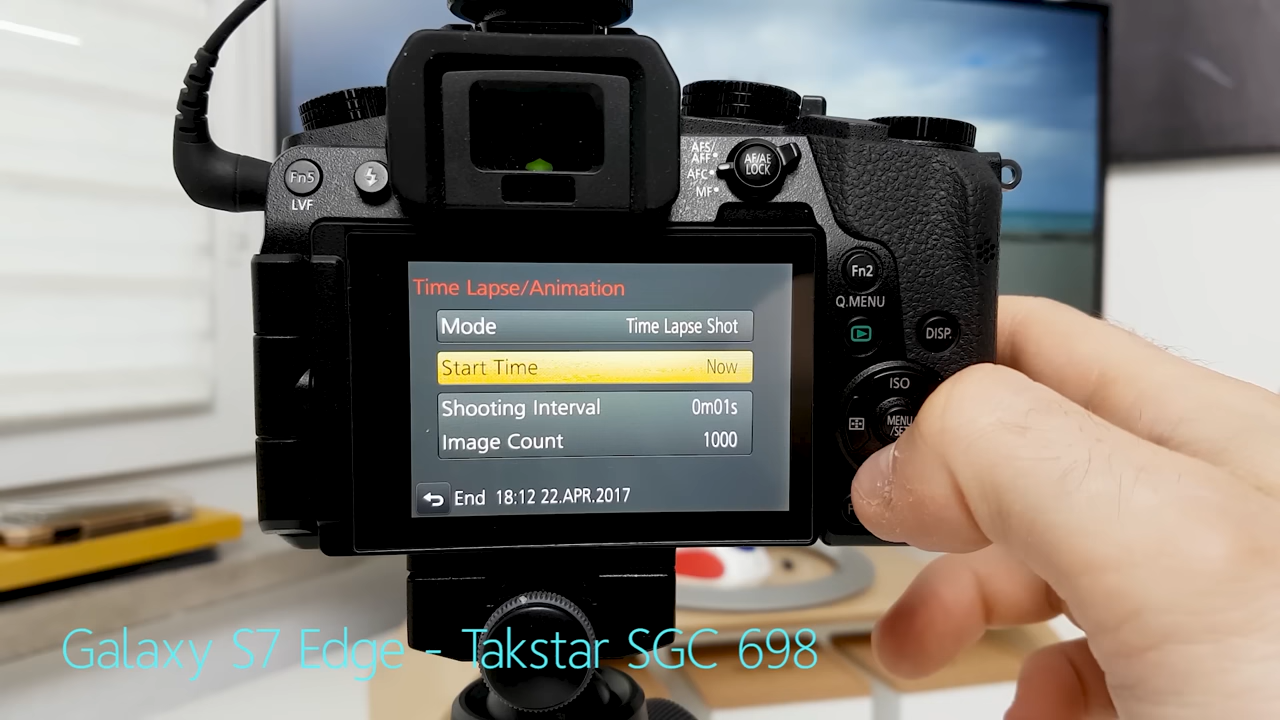 Fn5
LVF
AFS/
AFF
AFC
MF
AF/AE
LOCK
Fn2
Q.MENU
DISP.
ISO
MENU
/SET
Time Lapse/Animation
Mode Time Lapse Shot
Start Time Now
Shooting Interval 0m01s
Image Count 1000
End 18:12 22.APR.2017
Galaxy S7 Edge - Takstar SGC 698